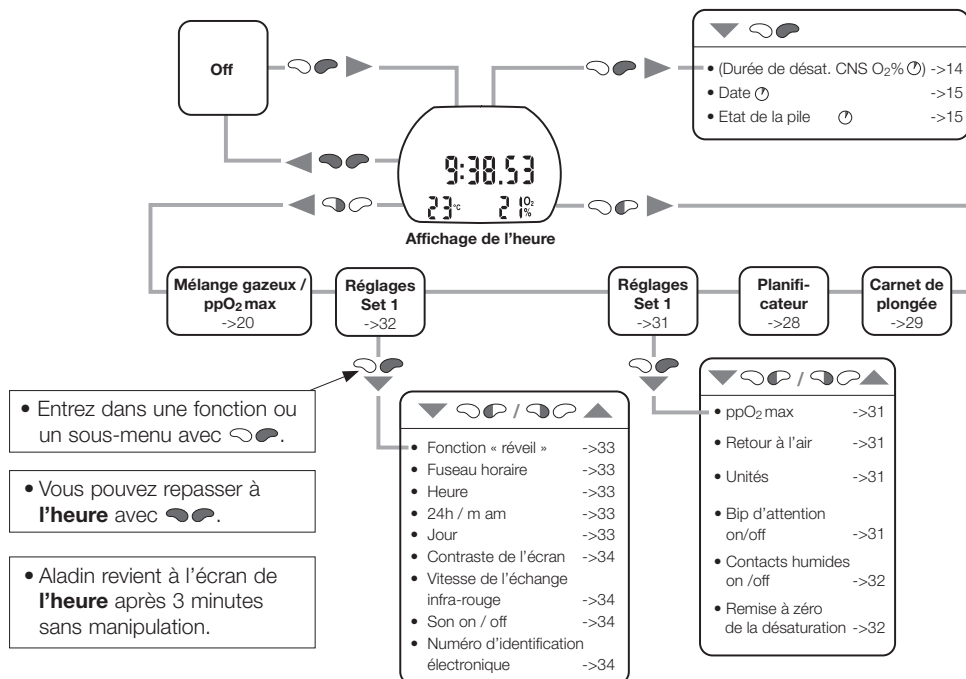 Off
• (Durée de désat. CNS O2% ) ->14
• Date ->15
• Etat de la pile ->15
9:38.53
23°C 21 O2 %
Affichage de l'heure
Mélange gazeux /
ppO2 max
->20
Réglages
Set 1
->32
Réglages
Set 1
->31
Planifi-
cateur
->28
Carnet de
plongée
->29
• Entrez dans une fonction ou
un sous-menu avec .
• Vous pouvez repasser à
l'heure avec .
• Aladin revient à l'écran de
l'heure après 3 minutes
sans manipulation.
/
• Fonction « réveil » ->33
• Fuseau horaire ->33
• Heure ->33
• 24h / m am ->33
• Jour ->33
• Contraste de l'écran ->34
• Vitesse de l'échange
infra-rouge ->34
• Son on / off ->34
• Numéro d'identification
électronique ->34
/
• ppO2 max ->31
• Retour à l'air ->31
• Unités ->31
• Bip d'attention
on/off ->31
• Contacts humides
on /off ->32
• Remise à zéro
de la désaturation ->32